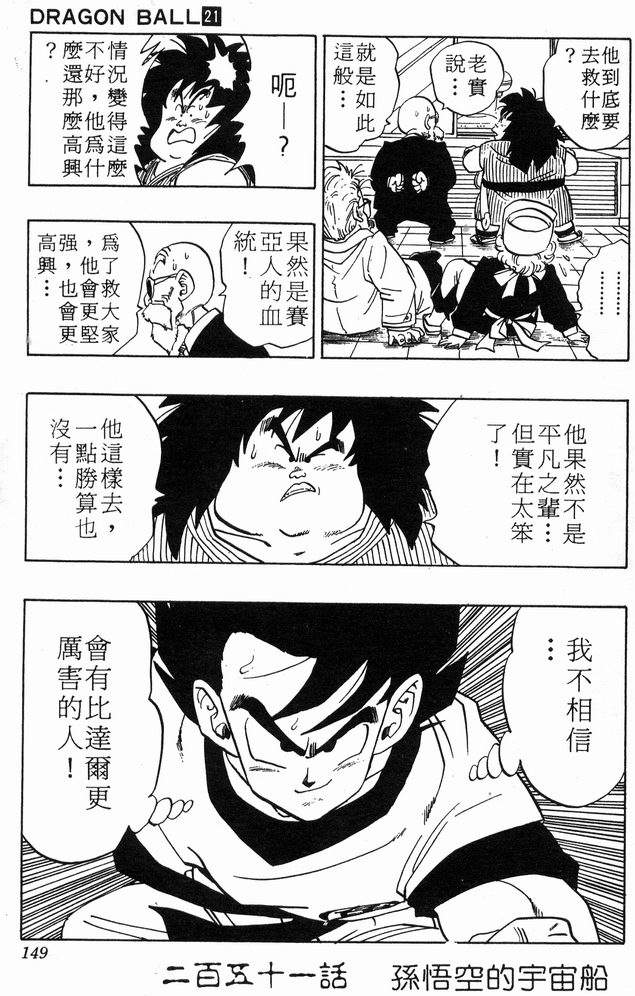 DRAGON BALL 21
他到底要
去救什麼
？
老實
說…
就是如此
這般…
………
………
呃ー？
情況變得這麼
不好，他爲什
麼還那麼高興
？
果然是賽
亞人的血
統！
爲了救大家
，他會更堅
强，也會更
高興…
他果然不是
平凡之輩…
但實在太笨
了！
他這樣去，
一點勝算也
沒有…
我不相信
…
會有比達爾更
厲害的人！
149
二百五十一話　孫悟空的宇宙船